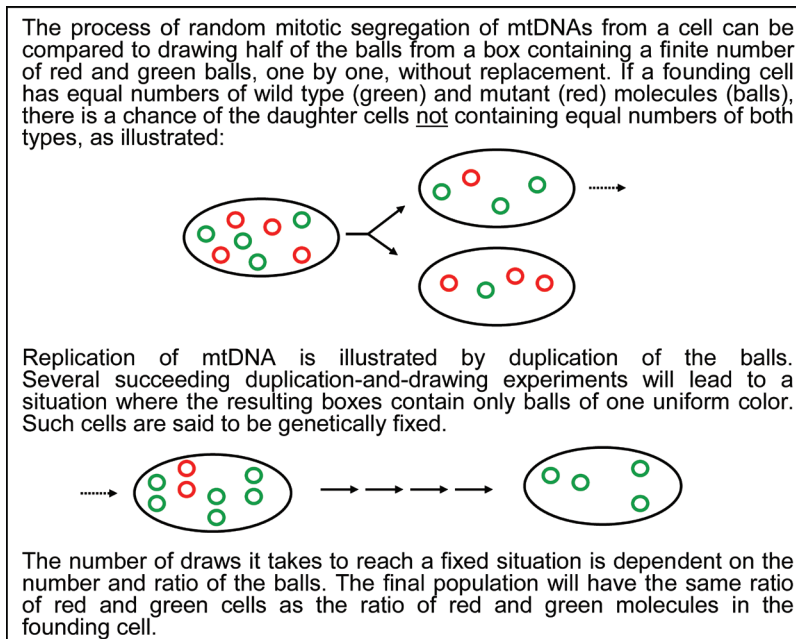 The process of random mitotic segregation of mtDNAs from a cell can be
compared to drawing half of the balls from a box containing a finite number
of red and green balls, one by one, without replacement. If a founding cell
has equal numbers of wild type (green) and mutant (red) molecules (balls),
there is a chance of the daughter cells not containing equal numbers of both
types, as illustrated:
Replication of mtDNA is illustrated by duplication of the balls.
Several succeeding duplication-and-drawing experiments will lead to a
situation where the resulting boxes contain only balls of one uniform color.
Such cells are said to be genetically fixed.
The number of draws it takes to reach a fixed situation is dependent on the
number and ratio of the balls. The final population will have the same ratio
of red and green cells as the ratio of red and green molecules in the
founding cell.